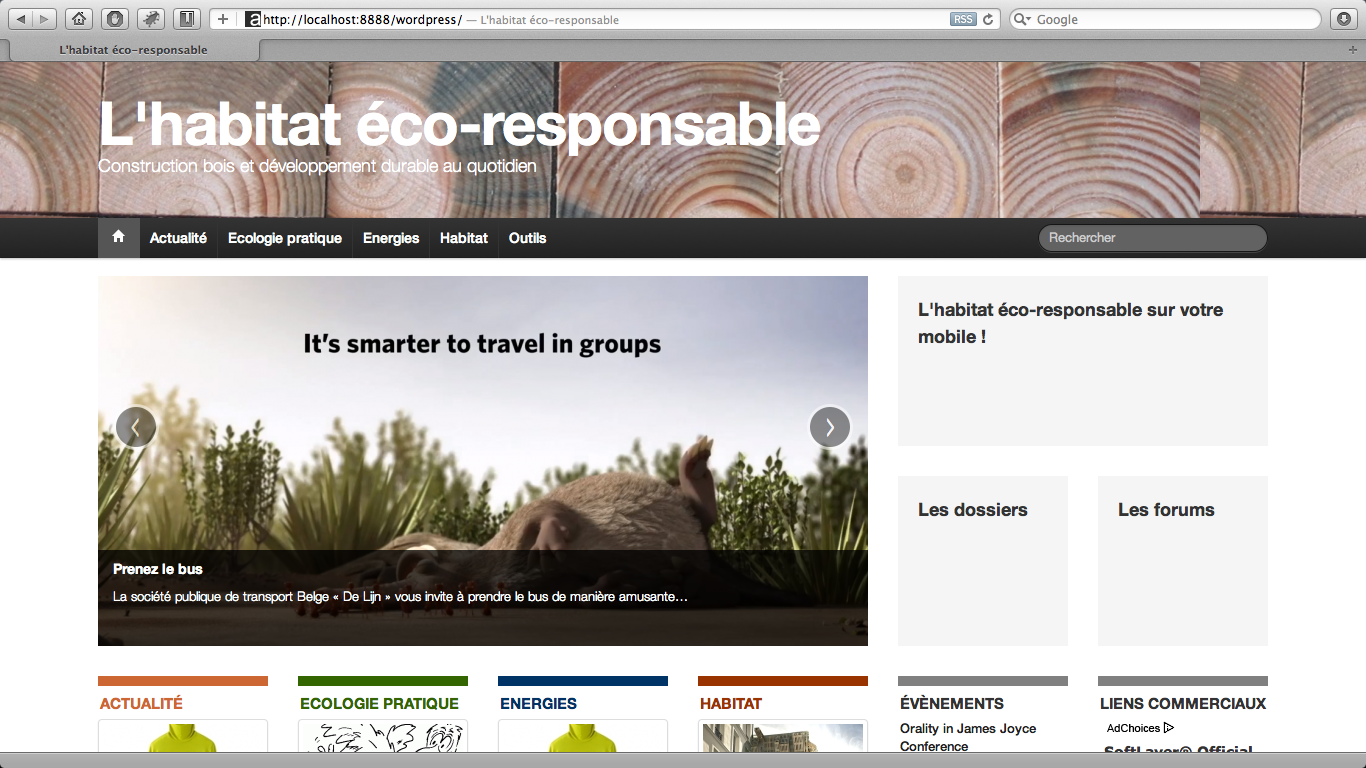 http://localhost:8888/wordpress/ — L'habitat éco-responsable
RSS
Google
L'habitat éco-responsable
L'habitat éco-responsable
Construction bois et développement durable au quotidien
Actualité Ecologie pratique Energies Habitat Outils
Rechercher
It's smarter to travel in groups
Prenez le bus
La société publique de transport Belge « De Lijn » vous invite à prendre le bus de manière amusante…
L'habitat éco-responsable sur votre
mobile !
Les dossiers
Les forums
ACTUALITÉ
ECOLOGIE PRATIQUE
ENERGIES
HABITAT
ÉVÈNEMENTS
Orality in James Joyce
Conference
LIENS COMMERCIAUX
AdChoices
SoftLayer® Official